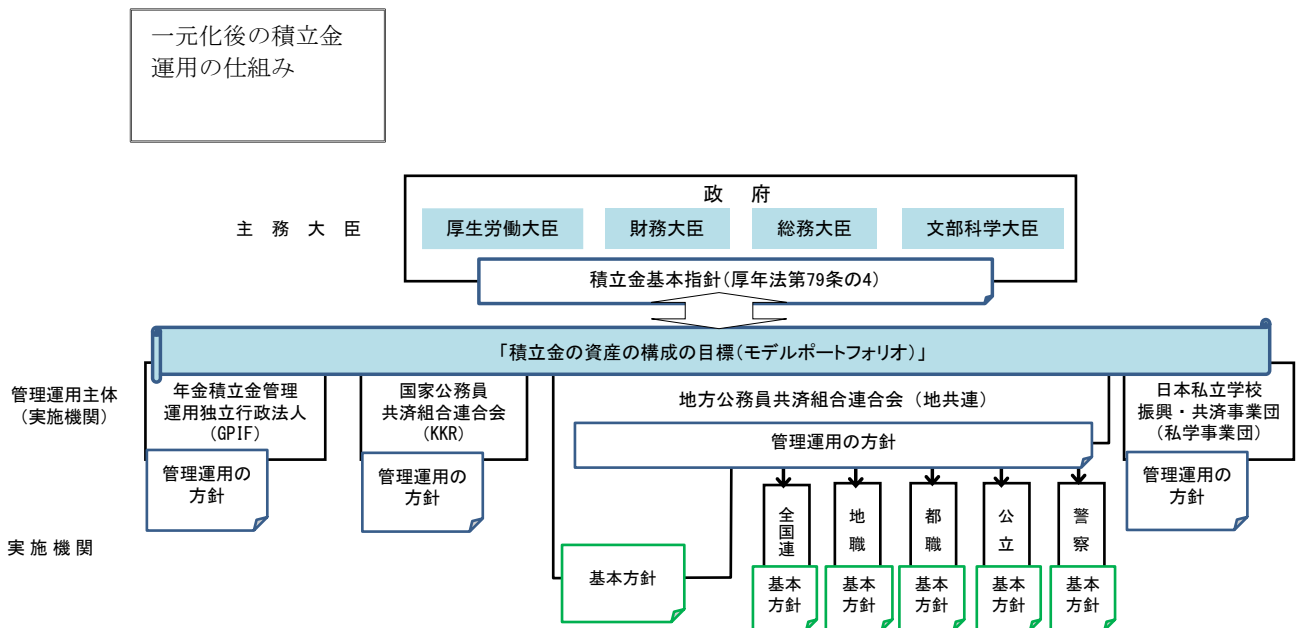 一元化後の積立金
運用の仕組み
政 府
主 務 大 臣
厚生労働大臣
財務大臣
総務大臣
文部科学大臣
積立金基本指針(厚年法第79条の4)
「積立金の資産の構成の目標(モデルポートフォリオ)」
管理運用主体
(実施機関)
年金積立金管理
運用独立行政法人
(GPIF)
管理運用の
方針
国家公務員
共済組合連合会
(KKR)
管理運用の
方針
地方公務員共済組合連合会 (地共連)
管理運用の方針
日本私立学校
振興・共済事業団
(私学事業団)
管理運用の
方針
実 施 機 関
基本方針
全国連
地職
都職
公立
警察
基本
方針
基本
方針
基本
方針
基本
方針
基本
方針